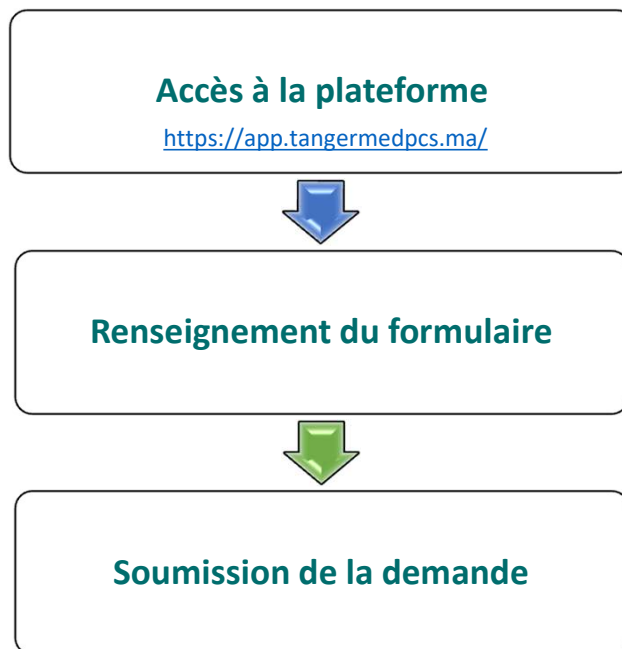 Accès à la plateforme
https://app.tangermedpcs.ma/
Renseignement du formulaire
Soumission de la demande